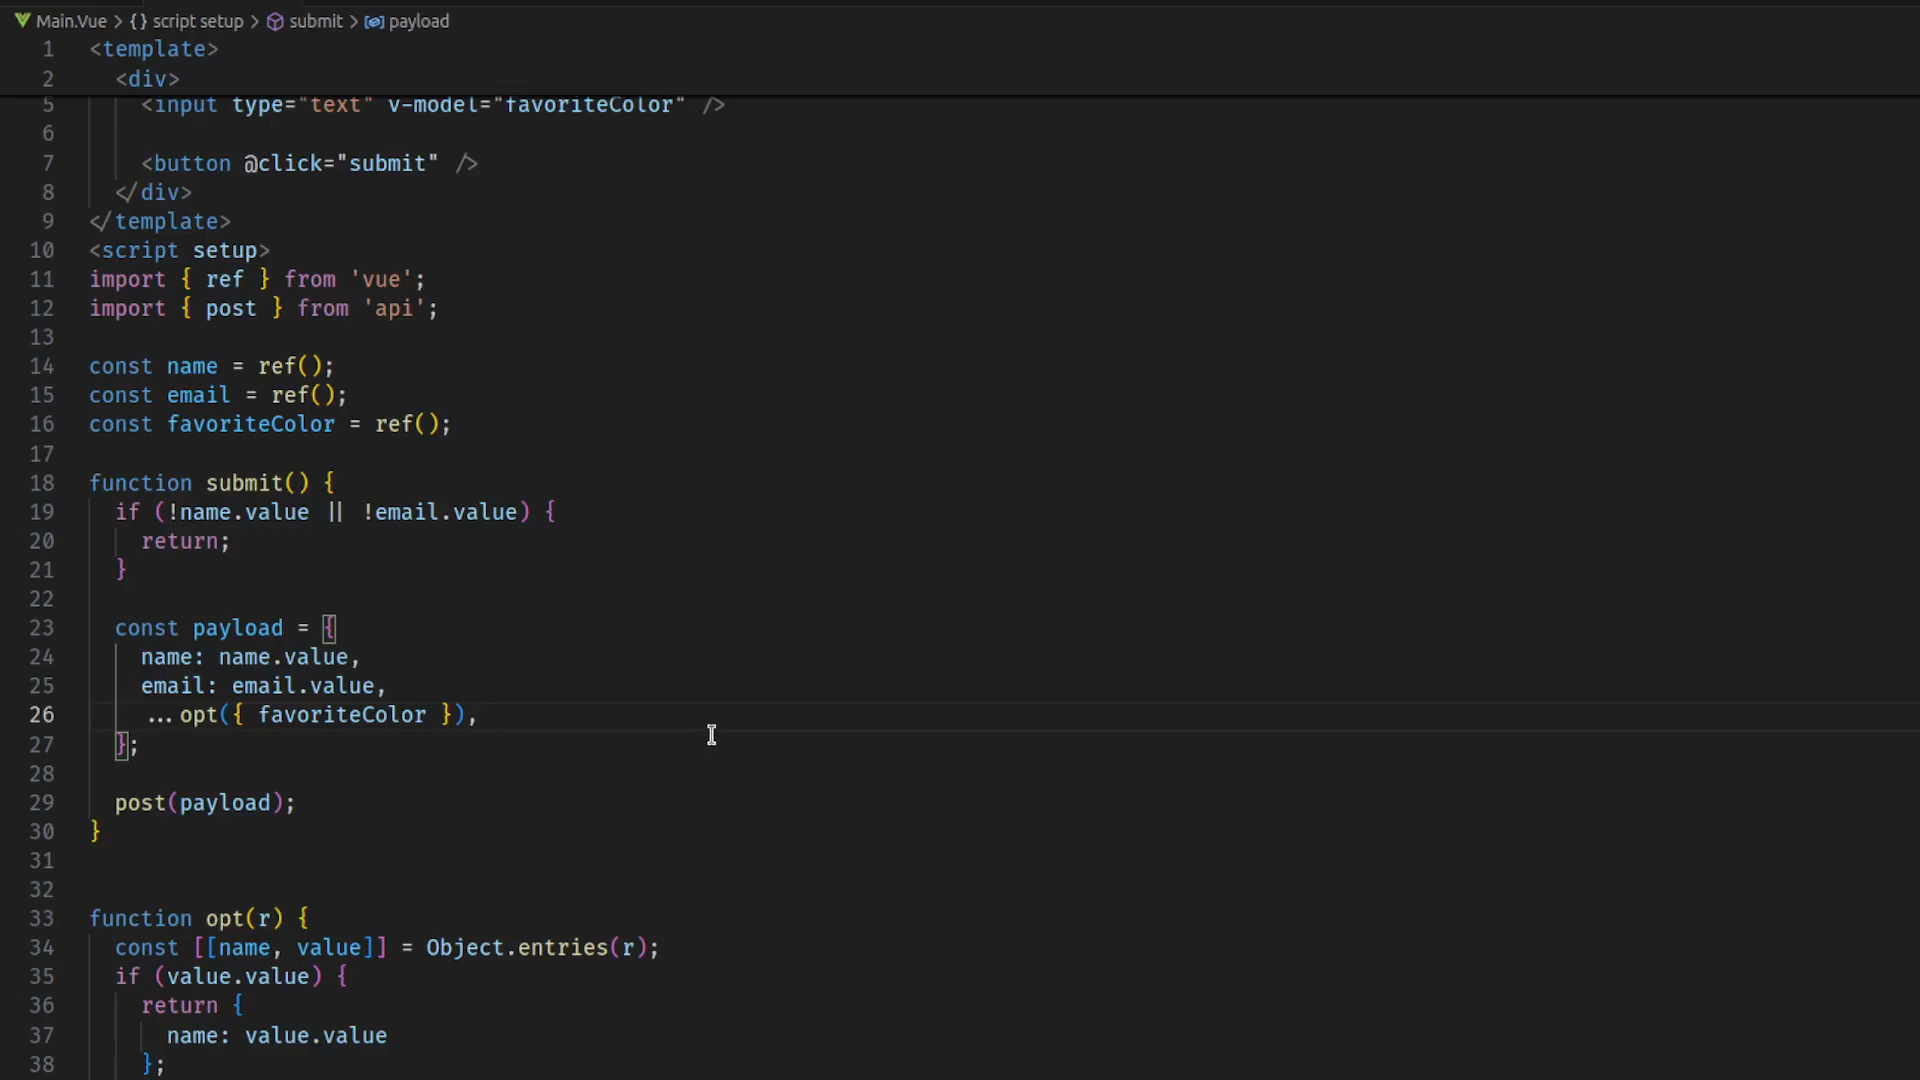 Main.Vue > {} script setup > submit > payload
1 <template>
2 <div>
5 <input type="text" v-model="favoriteColor" />
6
7 <button @click="submit" />
8 </div>
9 </template>
10 <script setup>
11 import { ref } from 'vue';
12 import { post } from 'api';
13
14 const name = ref();
15 const email = ref();
16 const favoriteColor = ref();
17
18 function submit() {
19 if (!name.value || !email.value) {
20 return;
21 }
22
23 const payload = {
24 name: name.value,
25 email: email.value,
26 ...opt({ favoriteColor }),
27 };
28
29 post(payload);
30 }
31
32
33 function opt(r) {
34 const [[name, value]] = Object.entries(r);
35 if (value.value) {
36 return {
37 name: value.value
38 };